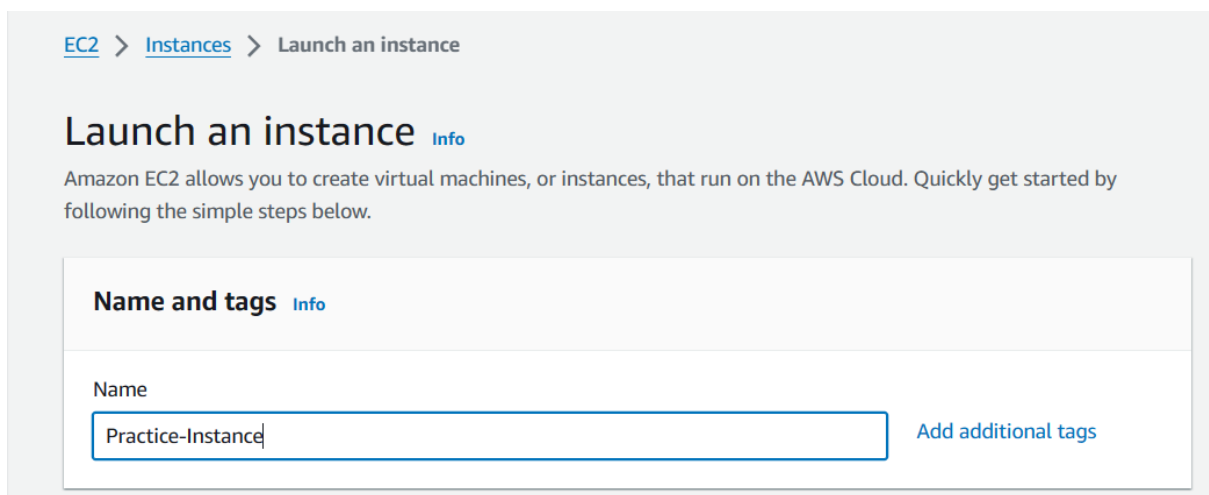 EC2 > Instances > Launch an instance
Launch an instance Info
Amazon EC2 allows you to create virtual machines, or instances, that run on the AWS Cloud. Quickly get started by
following the simple steps below.
Name and tags Info
Name
Practice-Instance Add additional tags